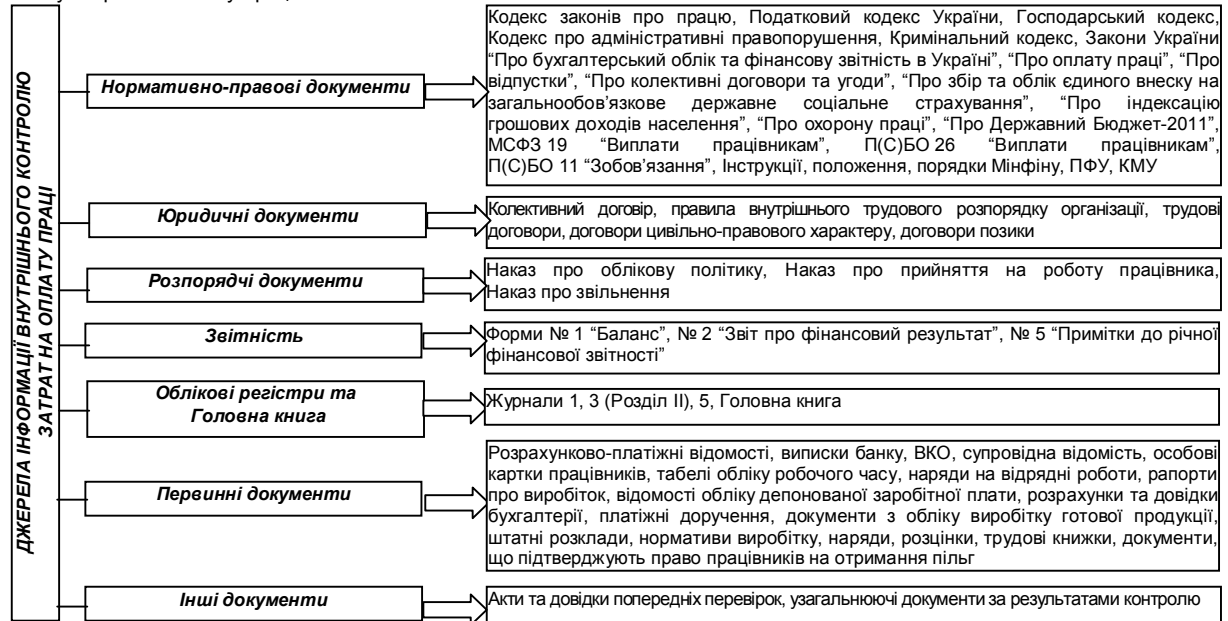 ДЖЕРЕЛА ІНФОРМАЦІЇ ВНУТРІШНЬОГО КОНТРОЛЮ
ЗАТРАТ НА ОПЛАТУ ПРАЦІ
Нормативно-правові документи
Кодекс законів про працю, Податковий кодекс України, Господарський кодекс,
Кодекс про адміністративні правопорушення, Кримінальний кодекс, Закони України
“Про бухгалтерський облік та фінансову звітність в Україні”, “Про оплату праці”, “Про
відпустки”, “Про колективні договори та угоди”, “Про збір та облік єдиного внеску на
загальнообов’язкове державне соціальне страхування”, “Про індексацію
грошових доходів населення”, “Про охорону праці”, “Про Державний Бюджет-2011”,
МСФЗ 19 “Виплати працівникам”, П(С)БО 26 “Виплати працівникам”,
П(С)БО 11 “Зобов’язання”, Інструкції, положення, порядки Мінфіну, ПФУ, КМУ
Юридичні документи
Колективний договір, правила внутрішнього трудового розпорядку організації, трудові
договори, договори цивільно-правового характеру, договори позики
Розпорядчі документи
Наказ про облікову політику, Наказ про прийняття на роботу працівника,
Наказ про звільнення
Звітність
Форми № 1 “Баланс”, № 2 “Звіт про фінансовий результат”, № 5 “Примітки до річної
фінансової звітності”
Облікові регістри та
Головна книга
Журнали 1, 3 (Розділ ІІ), 5, Головна книга
Первинні документи
Розрахунково-платіжні відомості, виписки банку, ВКО, супровідна відомість, особові
картки працівників, табелі обліку робочого часу, наряди на відрядні роботи, рапорти
про виробіток, відомості обліку депонованої заробітної плати, розрахунки та довідки
бухгалтерії, платіжні доручення, документи з обліку виробітку готової продукції,
штатні розклади, нормативи виробітку, наряди, розцінки, трудові книжки, документи,
що підтверджують право працівників на отримання пільг
Інші документи
Акти та довідки попередніх перевірок, узагальнюючі документи за результатами контролю